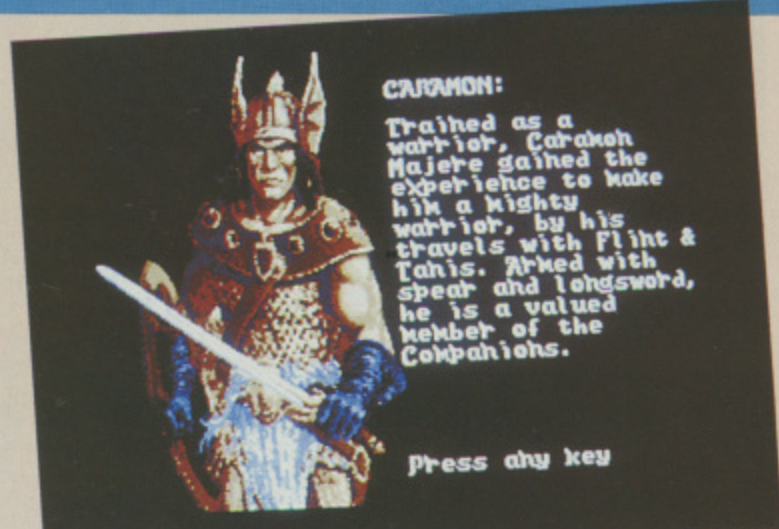 CARAMON:
Trained as a
warrior, Caramon
Majere gained the
experience to make
him a mighty
warrior, by his
travels with Flint &
Tanis. Armed with
spear and longsword,
he is a valued
member of the
Companions.
Press any key